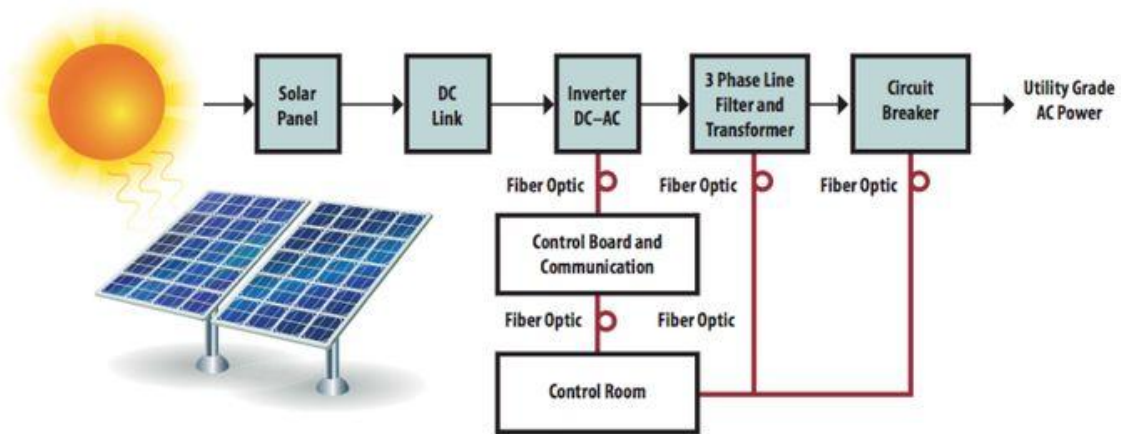 Solar
Panel
DC
Link
Inverter
DC–AC
3 Phase Line
Filter and
Transformer
Circuit
Breaker
Utility Grade
AC Power
Fiber Optic
Fiber Optic
Fiber Optic
Control Board and
Communication
Fiber Optic
Fiber Optic
Control Room